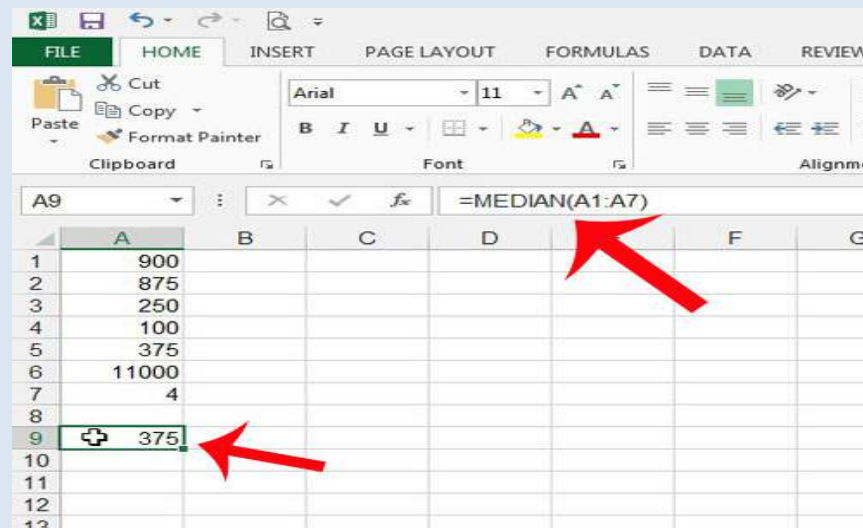 FILE HOME INSERT PAGE LAYOUT FORMULAS DATA REVIEW
Cut
Copy
Paste
Format Painter
Arial 11 A A
B I U A
Clipboard Font Alignme
A9 fx =MEDIAN(A1:A7)
A B C D F G
1 900
2 875
3 250
4 100
5 375
6 11000
7 4
8
9 375
10
11
12
13